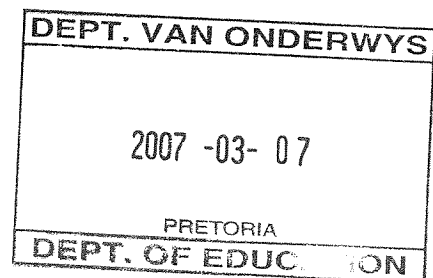 DEPT. VAN ONDERWYS
2007 -03- 07
PRETORIA
DEPT. OF